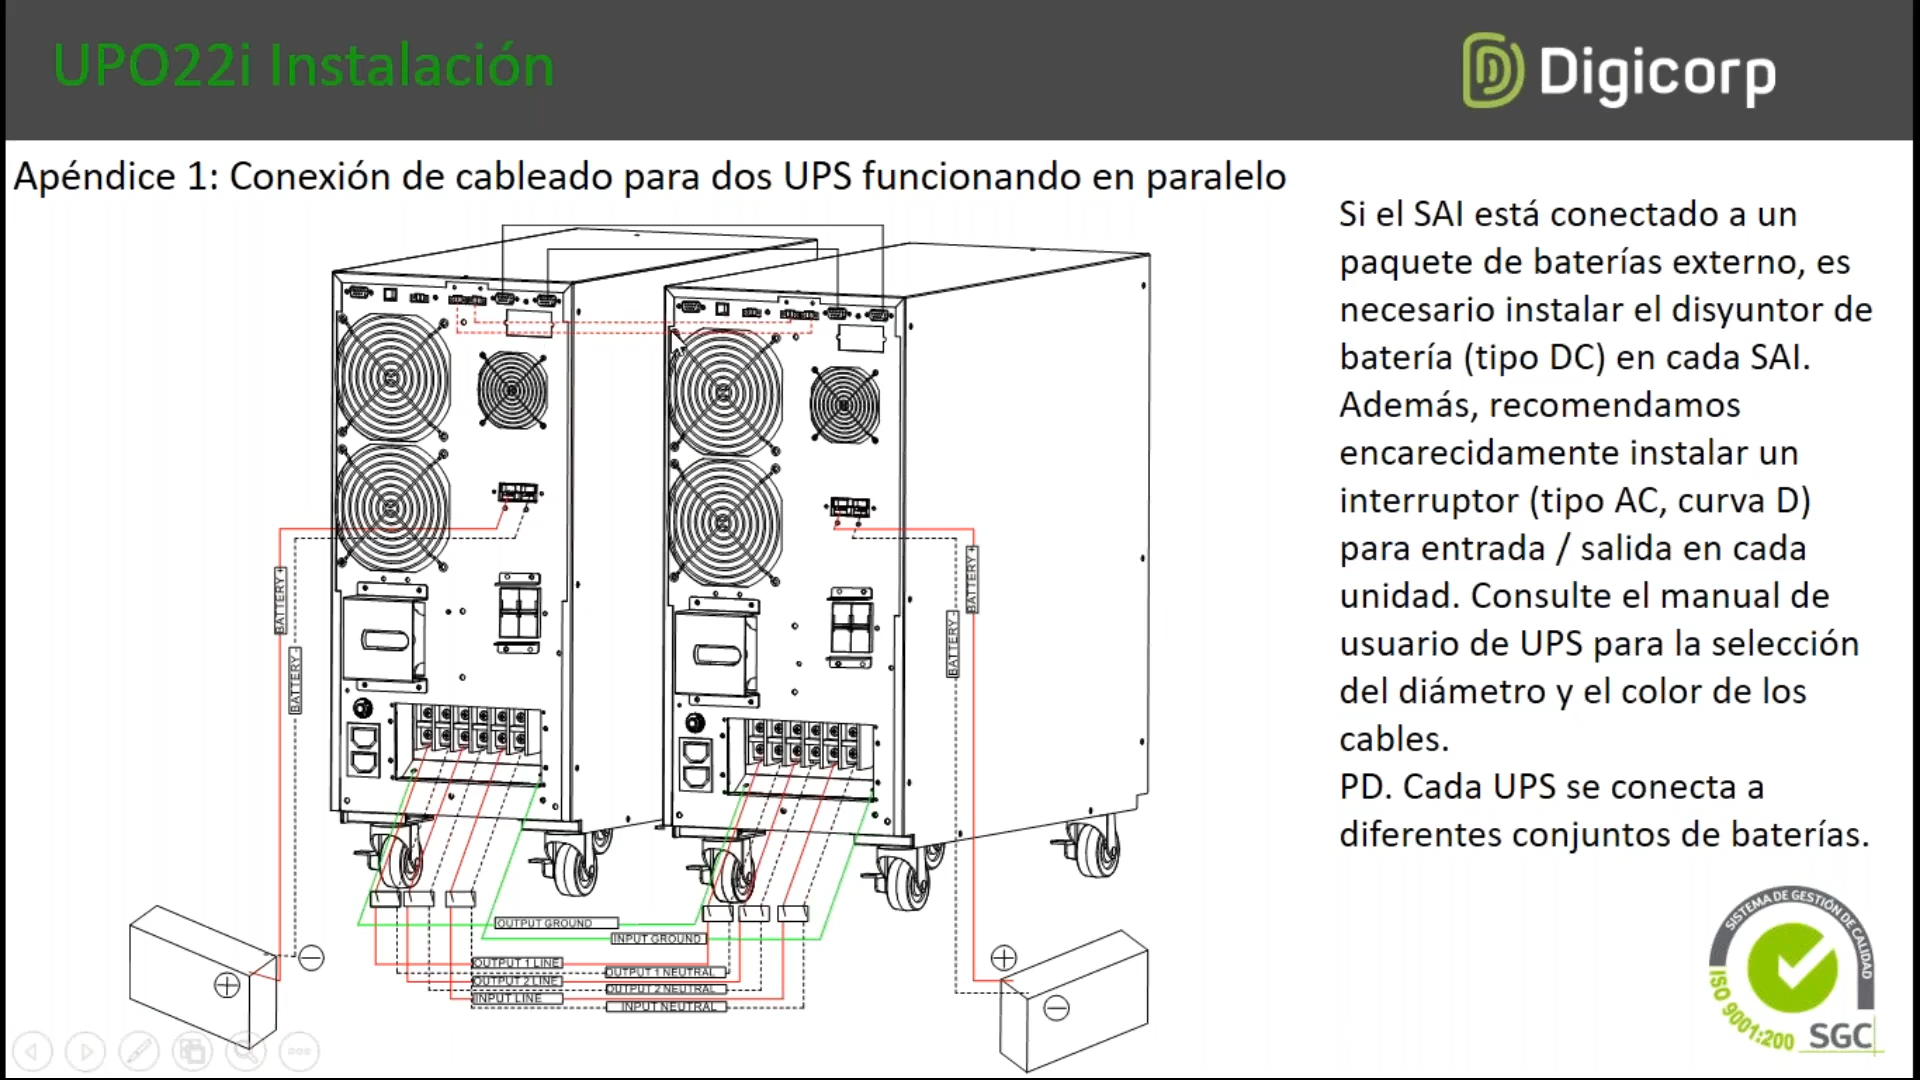 UPO22i Instalación
Digicorp
Apéndice 1: Conexión de cableado para dos UPS funcionando en paralelo
Si el SAI está conectado a un
paquete de baterías externo, es
necesario instalar el disyuntor de
batería (tipo DC) en cada SAI.
Además, recomendamos
encarecidamente instalar un
interruptor (tipo AC, curva D)
para entrada / salida en cada
unidad. Consulte el manual de
usuario de UPS para la selección
del diámetro y el color de los
cables.
PD. Cada UPS se conecta a
diferentes conjuntos de baterías.
BATTERY +
BATTERY -
BATTERY +
BATTERY -
OUTPUT GROUND
INPUT GROUND
OUTPUT 1 LINE
OUTPUT 1 NEUTRAL
OUTPUT 2 LINE
OUTPUT 2 NEUTRAL
INPUT LINE
INPUT NEUTRAL
+
−
+
−
SISTEMA DE GESTIÓN DE CALIDAD
ISO 9001:200
SGC